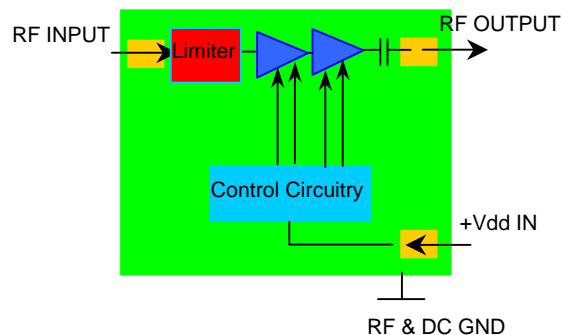 RF INPUT
Limiter
RF OUTPUT
Control Circuitry
+Vdd IN
RF & DC GND